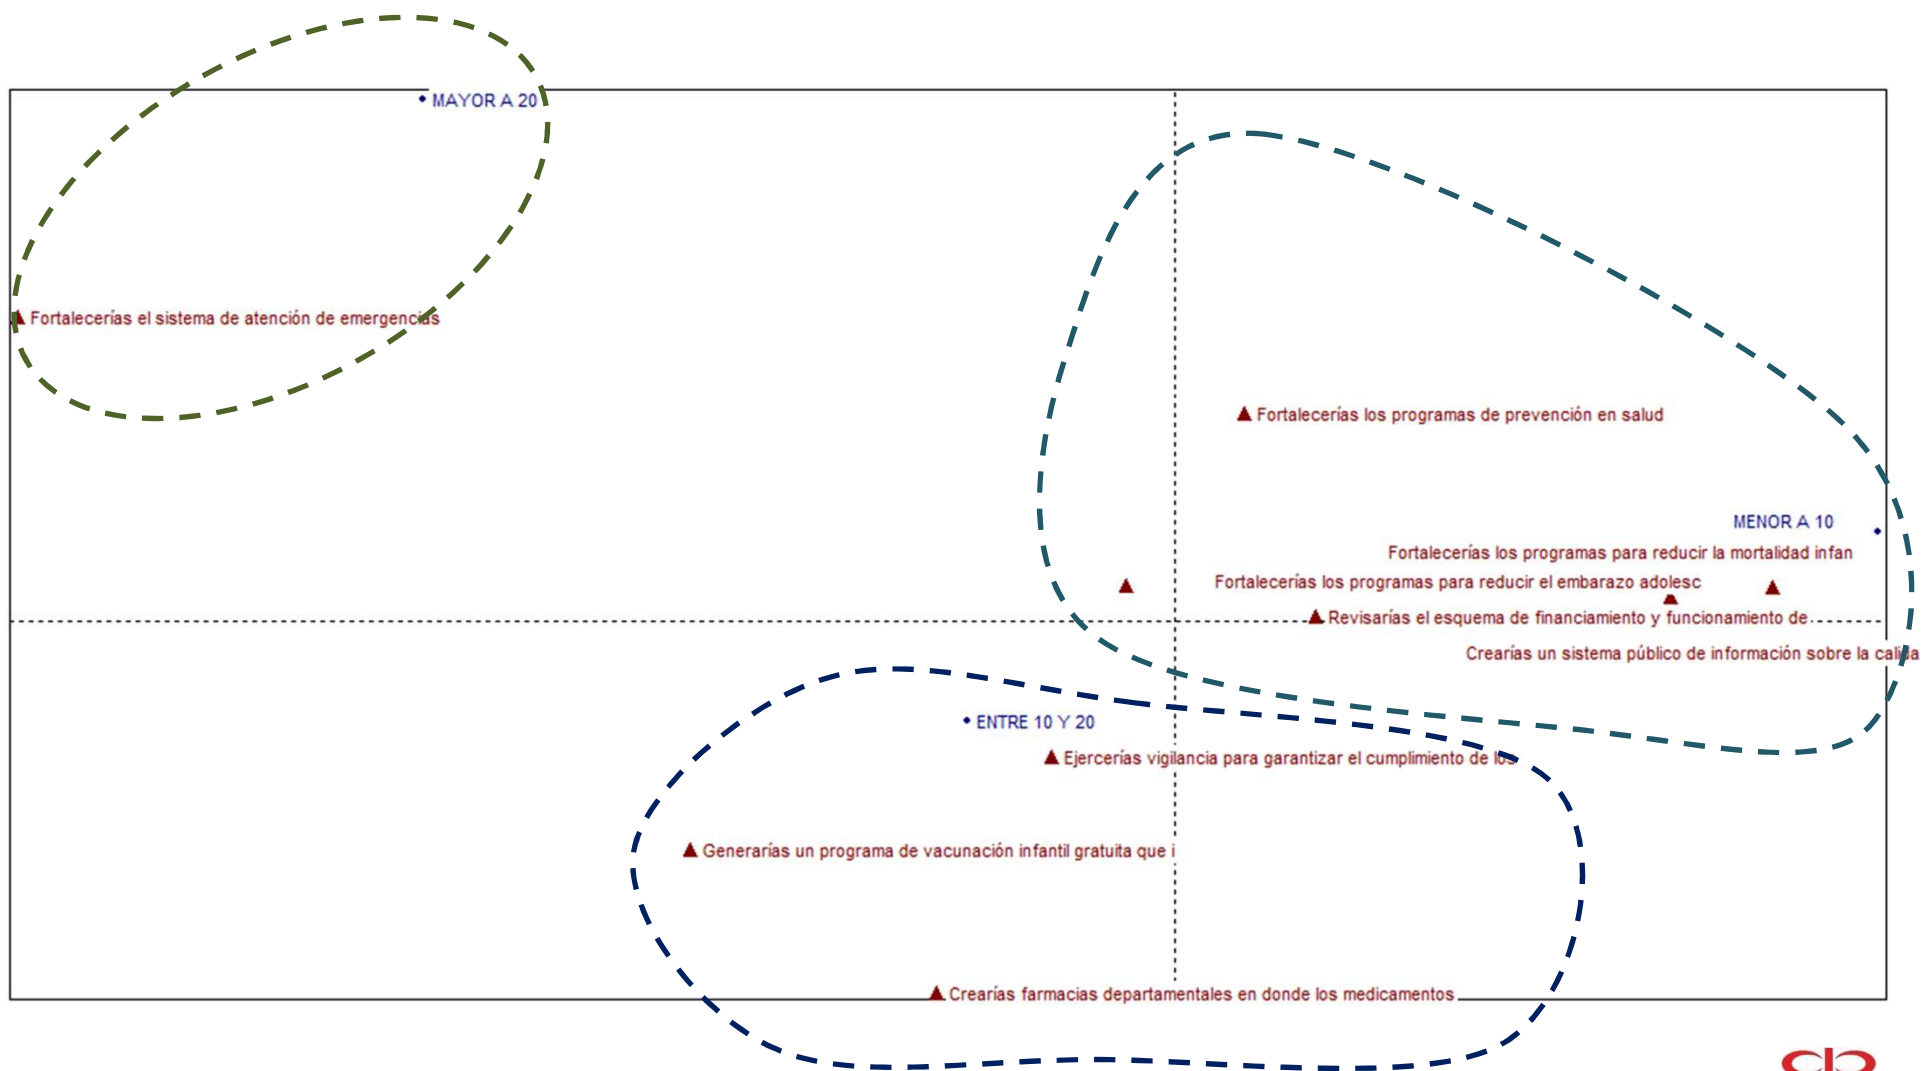 MAYOR A 20
Fortalecerías el sistema de atención de emergencias
Fortalecerías los programas de prevención en salud
MENOR A 10
Fortalecerías los programas para reducir la mortalidad infan
Fortalecerías los programas para reducir el embarazo adolesc
Revisarías el esquema de financiamiento y funcionamiento de
Crearías un sistema público de información sobre la calida
ENTRE 10 Y 20
Ejercerías vigilancia para garantizar el cumplimiento de los
Generarías un programa de vacunación infantil gratuita que i
Crearías farmacias departamentales en donde los medicamentos